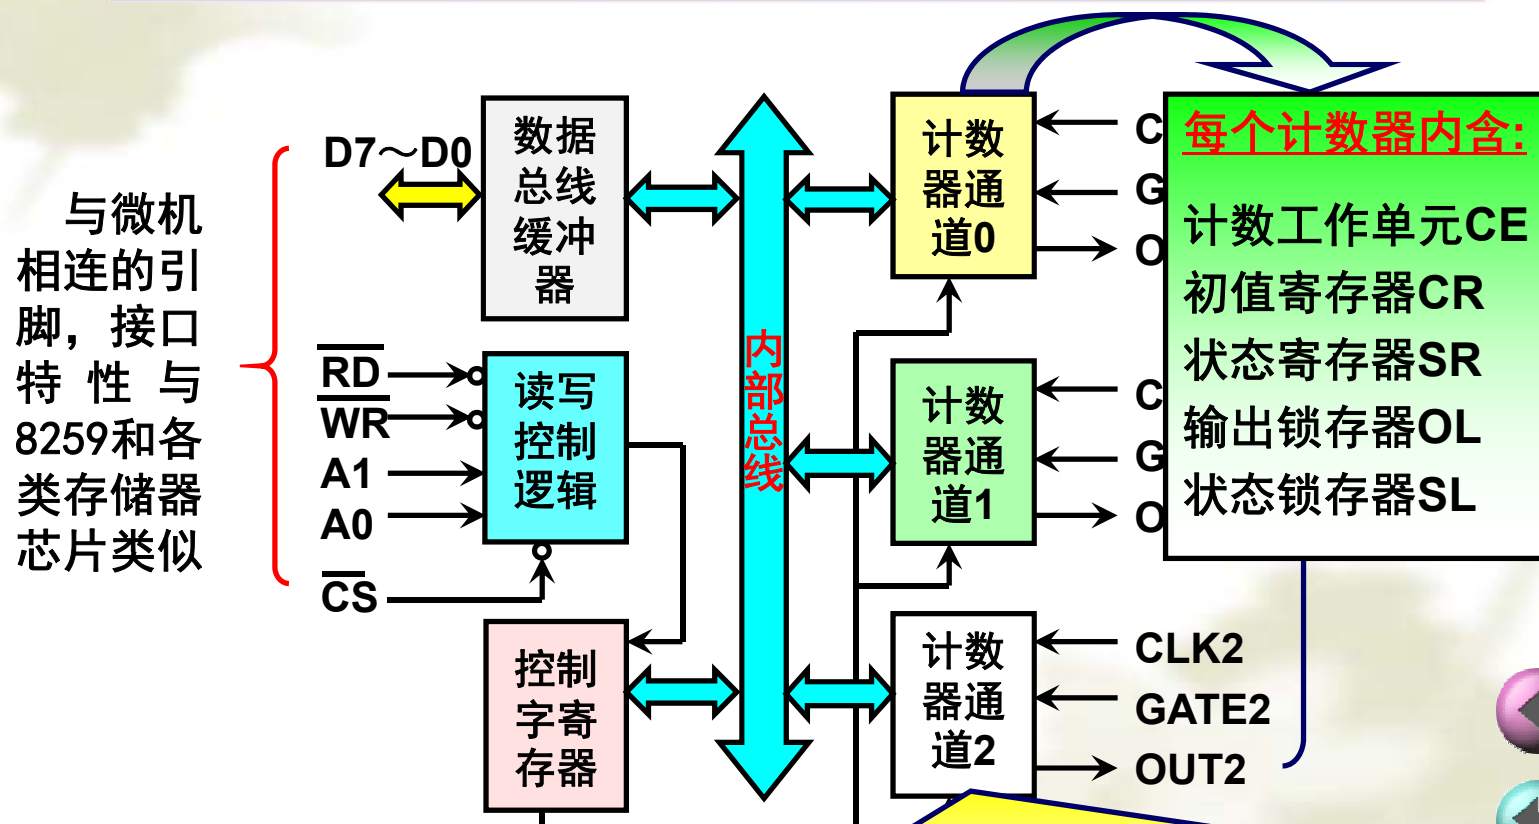 与微机
相连的引
脚，接口
特 性 与
8259和各
类存储器
芯片类似
D7～D0
RD
WR
A1
A0
CS
数据
总线
缓冲
器
读写
控制
逻辑
控制
字寄
存器
内
部
总
线
计数
器通
道0
计数
器通
道1
计数
器通
道2
C
G
O
C
G
O
CLK2
GATE2
OUT2
每个计数器内含:
计数工作单元CE
初值寄存器CR
状态寄存器SR
输出锁存器OL
状态锁存器SL